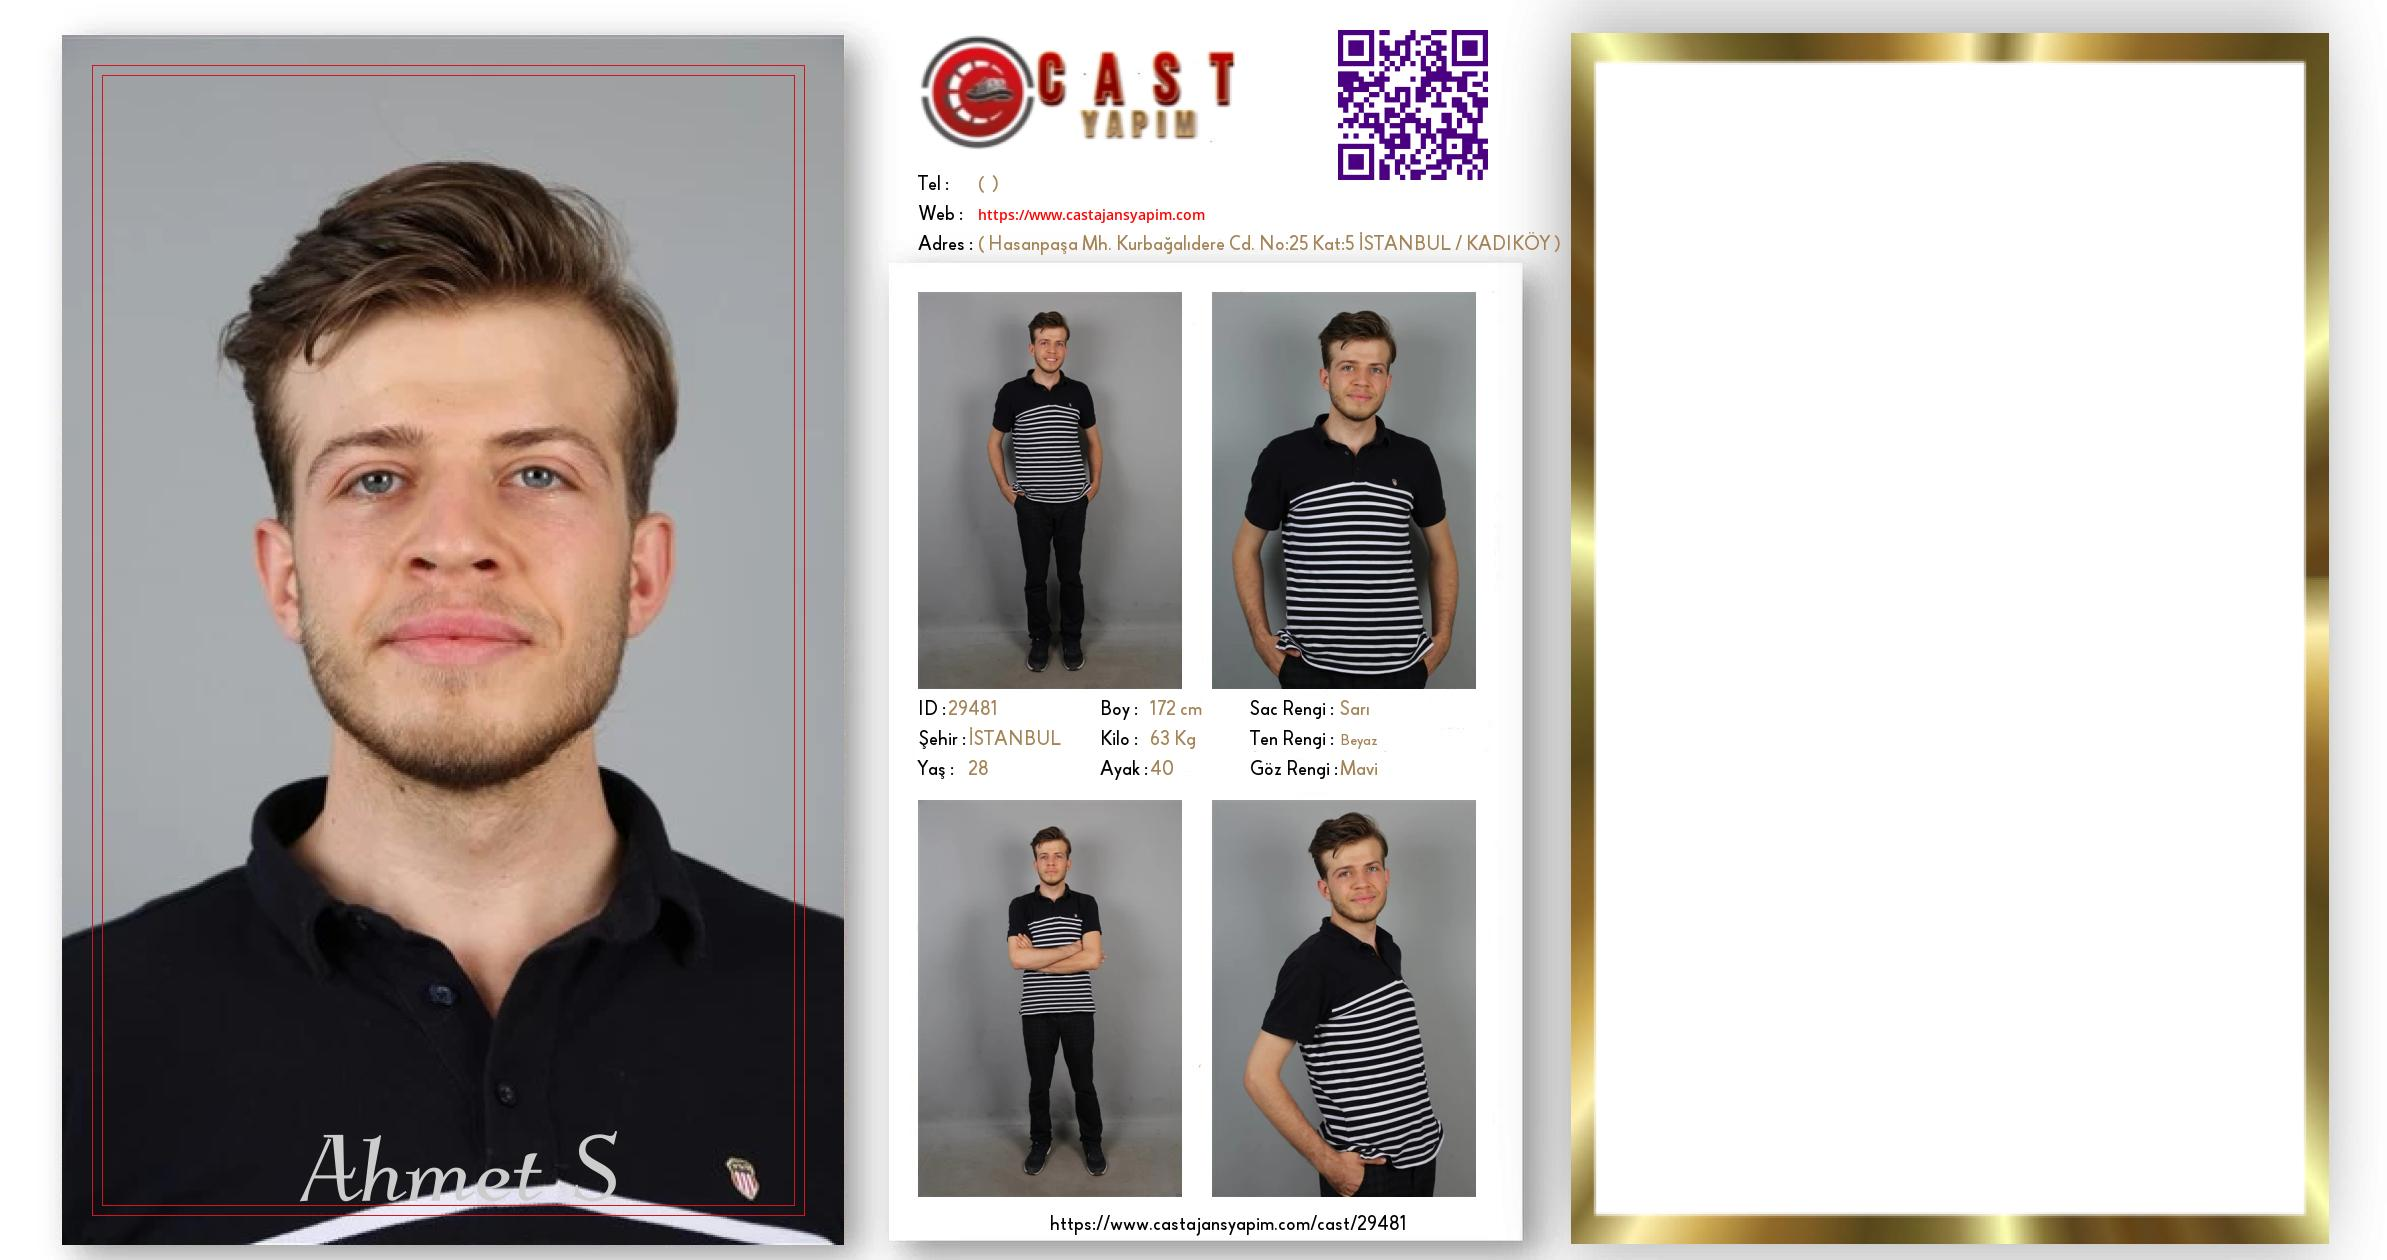 Ahmet S
CAST
YAPIM
Tel : ( )
Web : https://www.castajansyapim.com
Adres : ( Hasanpaşa Mh. Kurbağalıdere Cd. No:25 Kat:5 İSTANBUL / KADIKÖY )
ID : 29481 Boy : 172 cm Sac Rengi : Sarı
Şehir : İSTANBUL Kilo : 63 Kg Ten Rengi : Beyaz
Yaş : 28 Ayak : 40 Göz Rengi : Mavi
https://www.castajansyapim.com/cast/29481